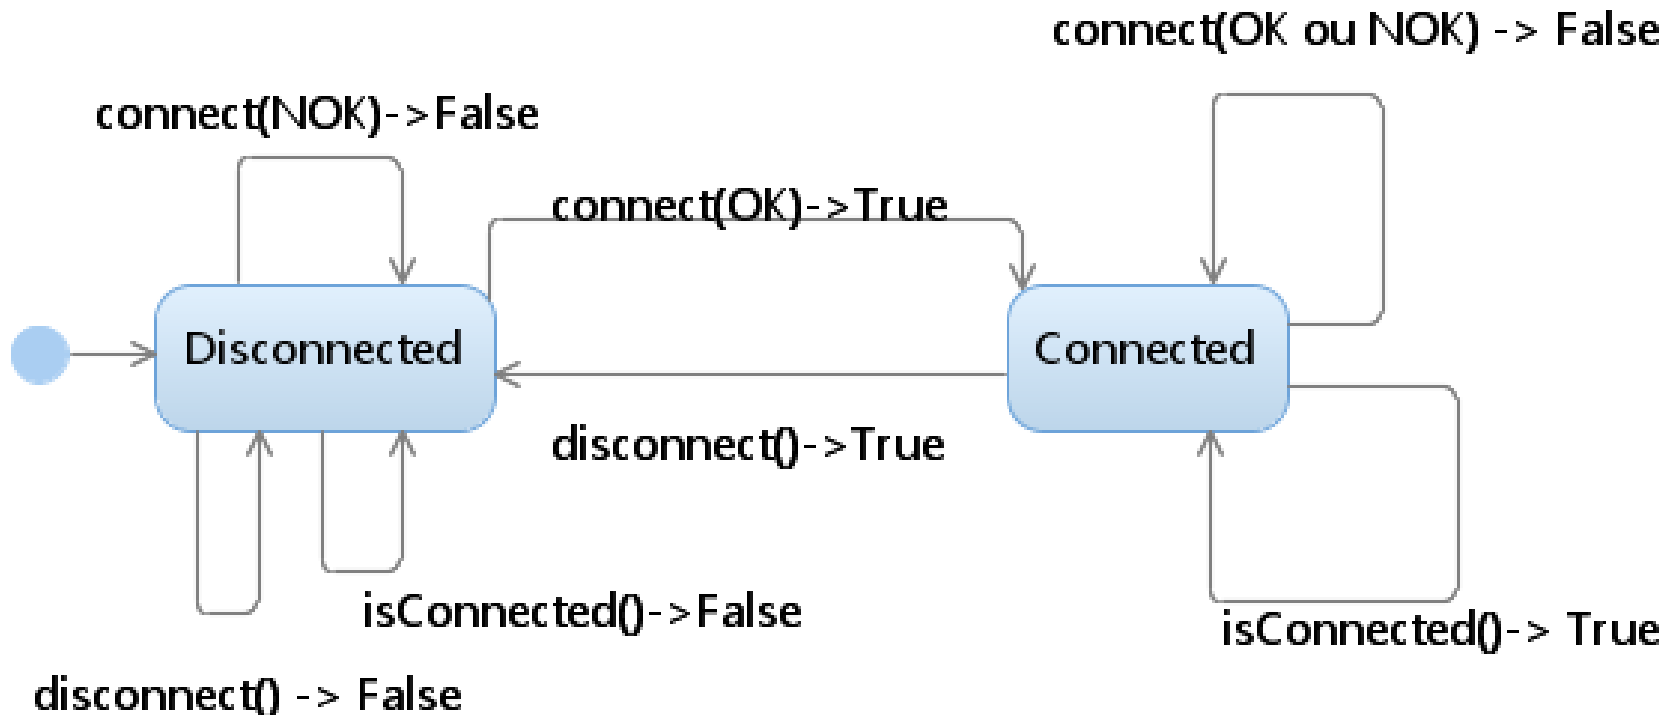 connect(OK ou NOK) -> False
connect(NOK)->False
connect(OK)->True
Disconnected
Connected
disconnect()->True
isConnected()->False
isConnected()-> True
disconnect() -> False